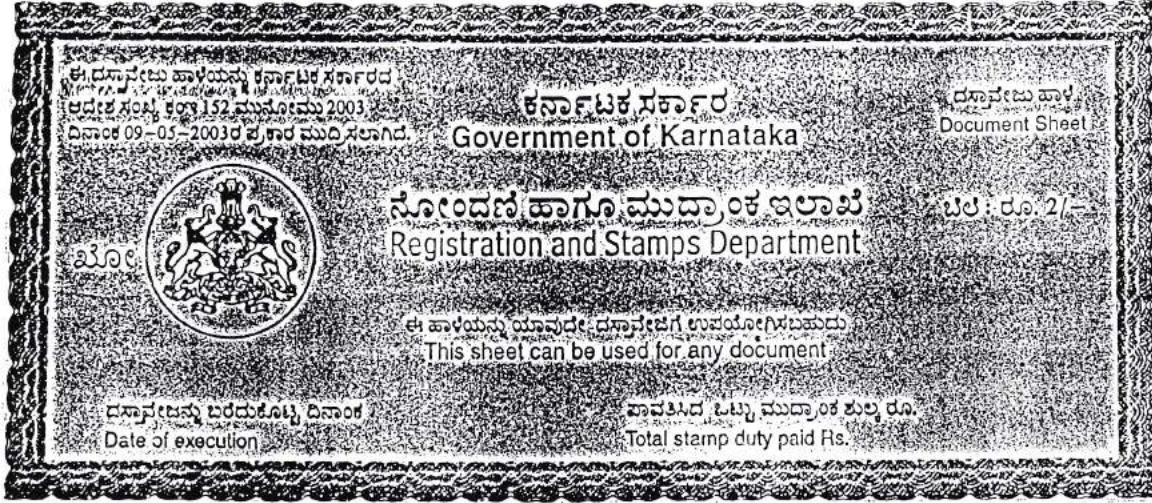 ಈ ದಸಾವೇಜು ಹಾಳೆಯನ್ನು ಕರ್ನಾಟಕ ಸರ್ಕಾರದ
ಆದೇಶ ಸಂಖ್ಯೆ ಕಂಇ 152 ಮುನೋಮು 2003
ದಿನಾಂಕ 09-05-2003ರ ಪ್ರಕಾರ ಮುದ್ರಿಸಲಾಗಿದೆ.
ಕರ್ನಾಟಕ ಸರ್ಕಾರ
Government of Karnataka
ದಸಾವೇಜು ಹಾಳೆ
Document Sheet
ನೋಂದಣಿ ಹಾಗೂ ಮುದ್ರಾಂಕ ಇಲಾಖೆ
Registration and Stamps Department
ಬೆಲೆ : ರೂ. 2/-
ಈ ಹಾಳೆಯನ್ನು ಯಾವುದೇ ದಸಾವೇಜಿಗೆ ಉಪಯೋಗಿಸಬಹುದು
This sheet can be used for any document
ದಸಾವೇಜನ್ನು ಬರೆದುಕೊಟ್ಟ ದಿನಾಂಕ
Date of execution
ಪಾವತಿಸಿದ ಒಟ್ಟು ಮುದ್ರಾಂಕ ಶುಲ್ಕ ರೂ.
Total stamp duty paid Rs.